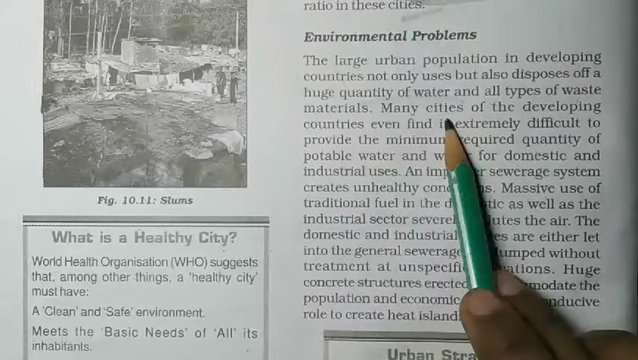 ratio in these cities.
Environmental Problems
The large urban population in developing
countries not only uses but also disposes off a
huge quantity of water and all types of waste
materials. Many cities of the developing
countries even find it extremely difficult to
provide the minimum required quantity of
potable water and for domestic and
industrial uses. An sewerage system
creates unhealthy Massive use of
traditional fuel in the as well as the
industrial sector the air. The
domestic and industrial are either let
into the general sewerage without
treatment at Huge
concrete structures erected
population and economic
role to create heat
Fig. 10.11: Slums
What is a Healthy City?
World Health Organisation (WHO) suggests
that, among other things, a 'healthy city'
must have:
A 'Clean' and 'Safe' environment.
Meets the 'Basic Needs' of 'All' its
inhabitants.
Urban